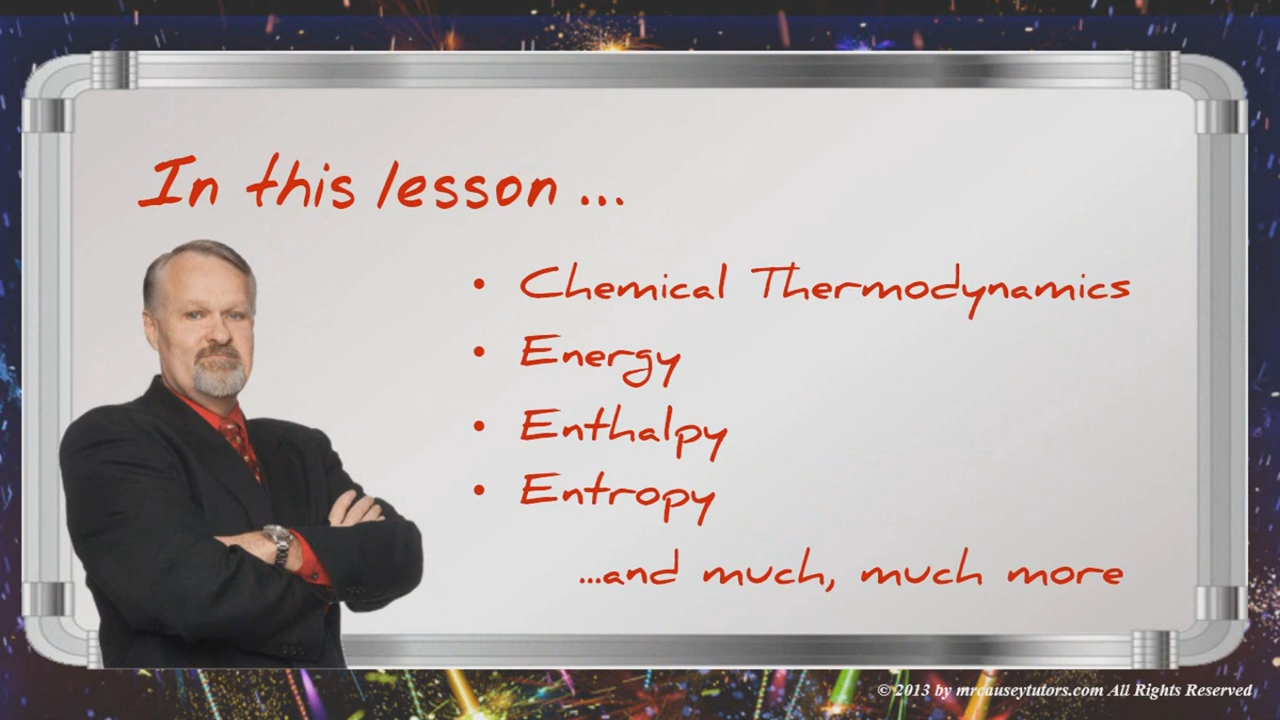 In this lesson ...
• Chemical Thermodynamics
• Energy
• Enthalpy
• Entropy
...and much, much more
© 2013 by mrcauseytutors.com All Rights Reserved